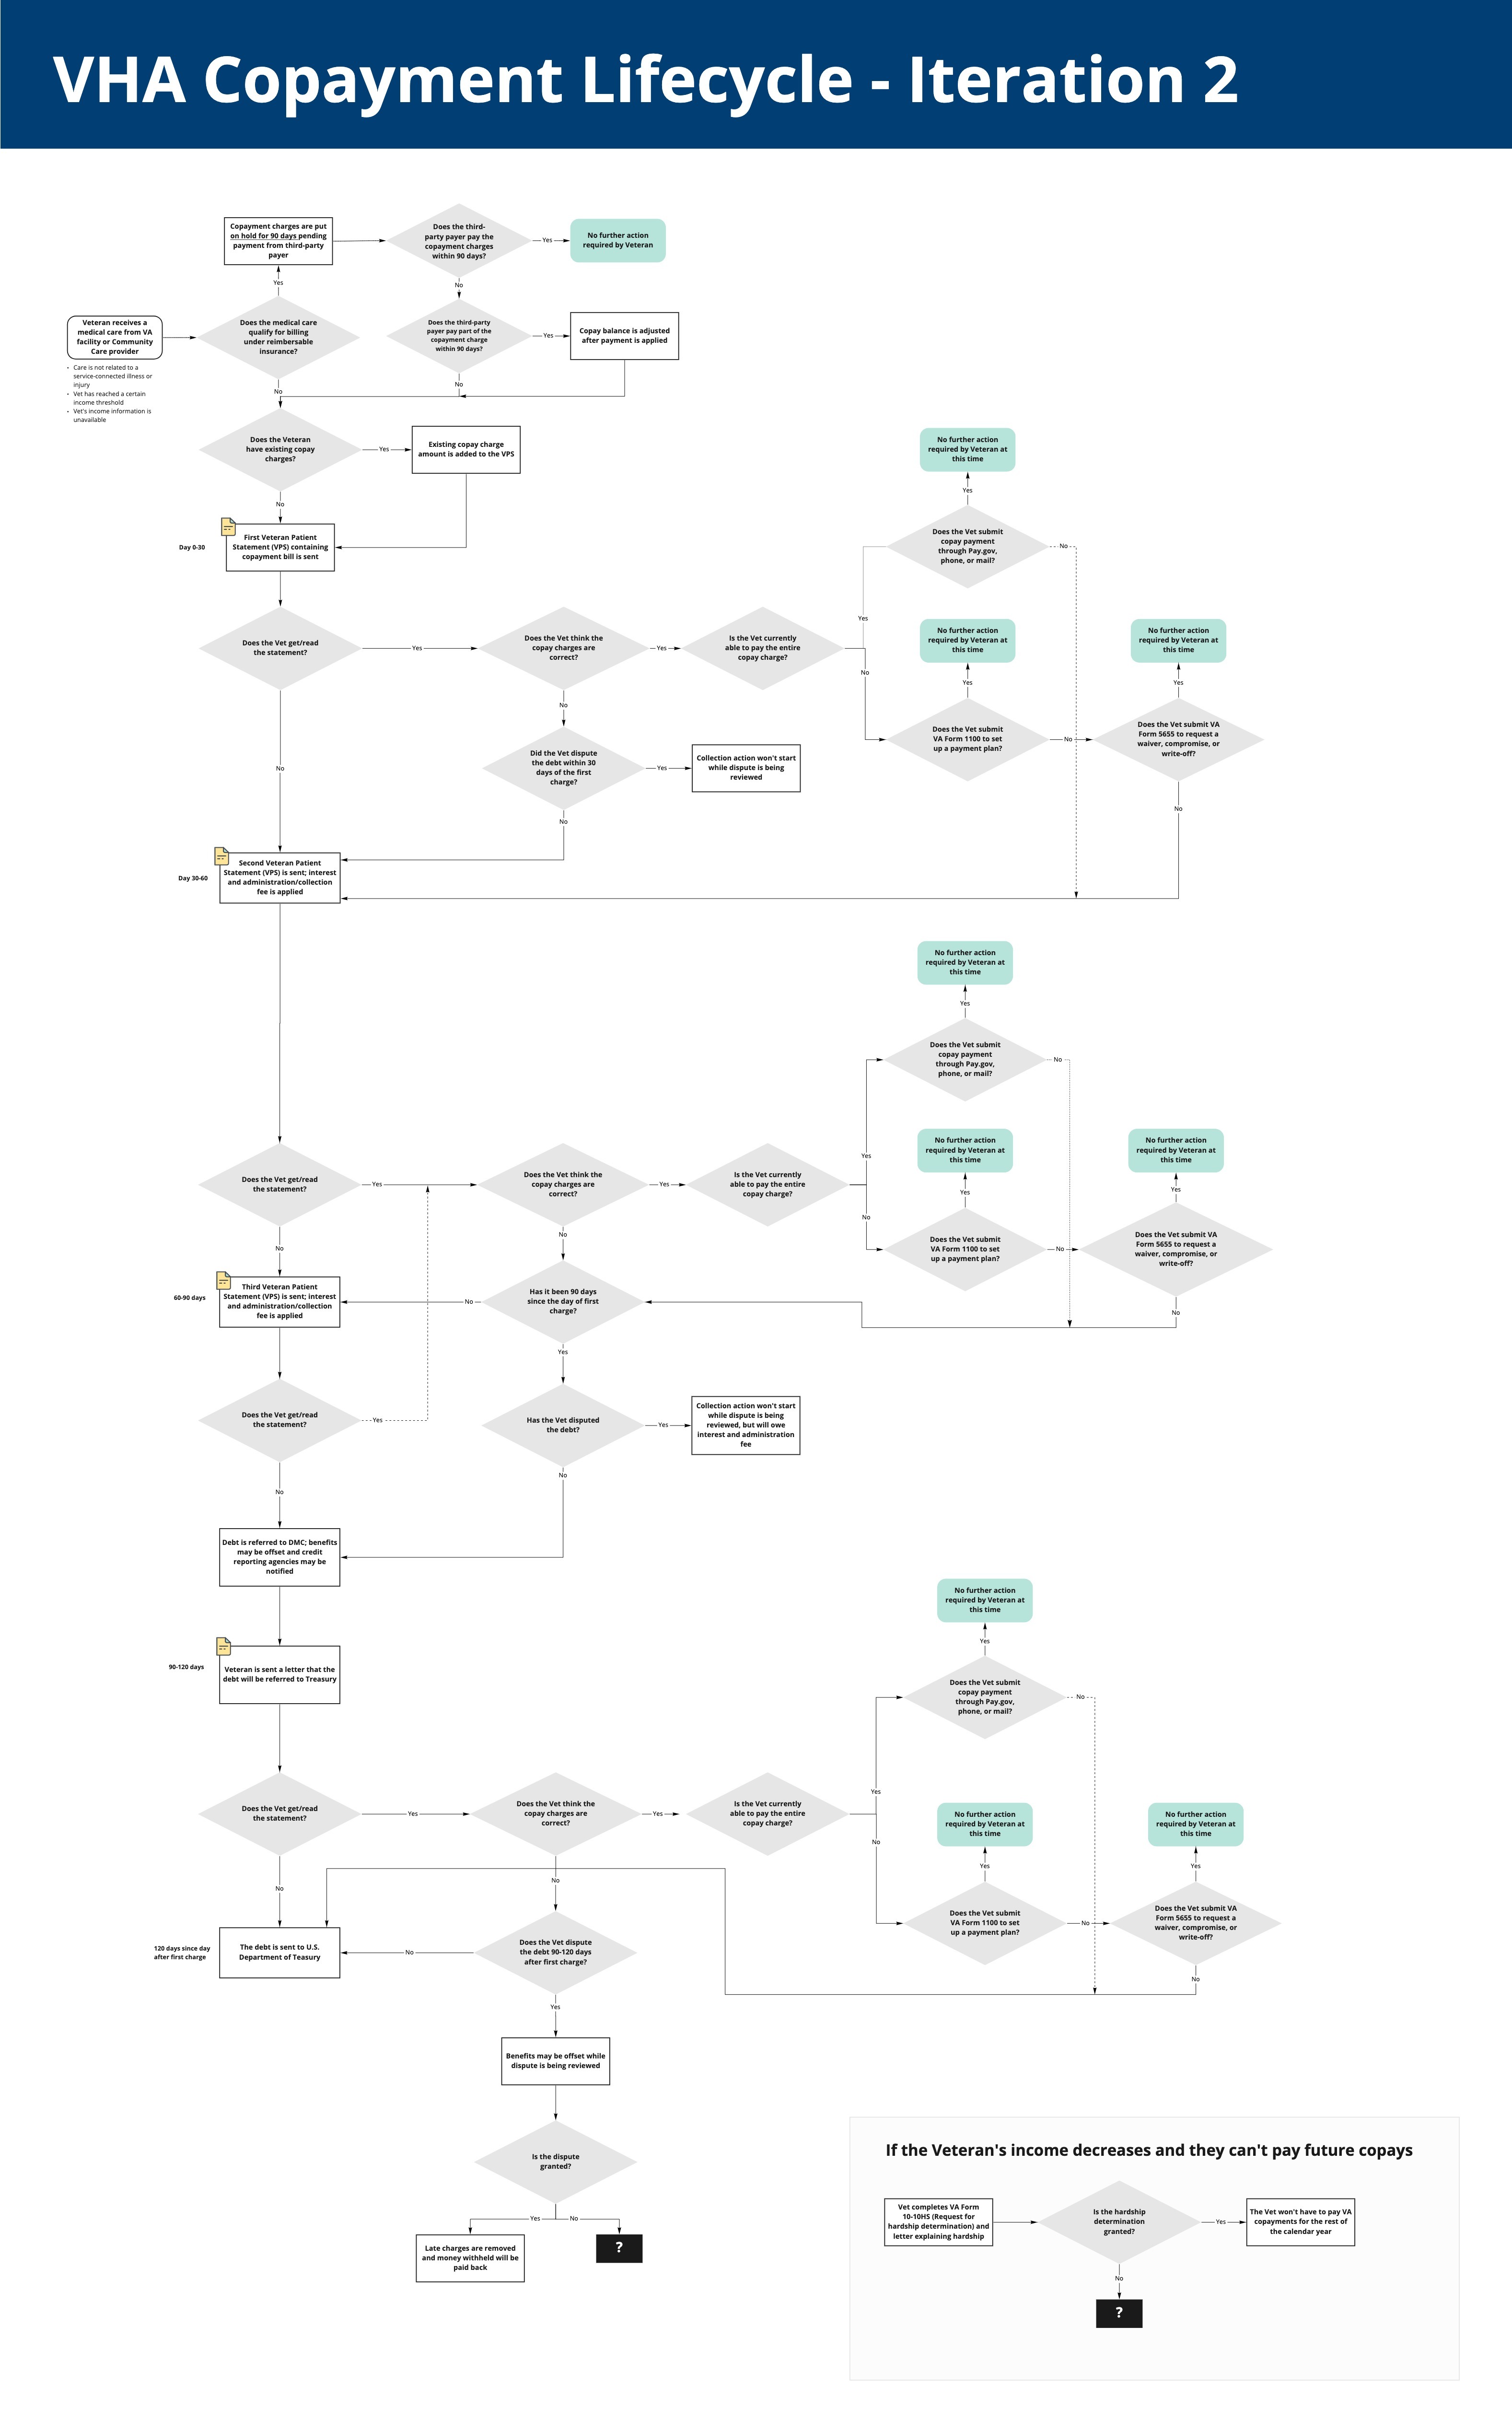 VHA Copayment Lifecycle - Iteration 2
Copayment charges are put
on hold for 90 days pending
payment from third-party
payer
Does the third-
party payer pay the
copayment charges
within 90 days?
Yes
No further action
required by Veteran
Yes
No
Veteran receives a
medical care from VA
facility or Community
Care provider
Does the medical care
qualify for billing
under reimbersable
insurance?
Does the third-party
payer pay part of the
copayment charge
within 90 days?
Yes
Copay balance is adjusted
after payment is applied
• Care is not related to a
service-connected illness or
injury
• Vet has reached a certain
income threshold
• Vet's income information is
unavailable
No
No
Does the Veteran
have existing copay
charges?
Yes
Existing copay charge
amount is added to the VPS
No
No further action
required by Veteran at
this time
Yes
Day 0-30
First Veteran Patient
Statement (VPS) containing
copayment bill is sent
Does the Vet submit
copay payment
through Pay.gov,
phone, or mail?
No
Yes
No further action
required by Veteran at
this time
No further action
required by Veteran at
this time
Does the Vet get/read
the statement?
Yes
Does the Vet think the
copay charges are
correct?
Yes
Is the Vet currently
able to pay the entire
copay charge?
No
Yes
Yes
No
Does the Vet submit
VA Form 1100 to set
up a payment plan?
No
Does the Vet submit VA
Form 5655 to request a
waiver, compromise, or
write-off?
No
Did the Vet dispute
the debt within 30
days of the first
charge?
Yes
Collection action won't start
while dispute is being
reviewed
No
No
Day 30-60
Second Veteran Patient
Statement (VPS) is sent; interest
and administration/collection
fee is applied
No further action
required by Veteran at
this time
Yes
Does the Vet submit
copay payment
through Pay.gov,
phone, or mail?
No
Yes
No further action
required by Veteran at
this time
No further action
required by Veteran at
this time
Does the Vet get/read
the statement?
Yes
Does the Vet think the
copay charges are
correct?
Yes
Is the Vet currently
able to pay the entire
copay charge?
Yes
Yes
No
No
No
Does the Vet submit
VA Form 1100 to set
up a payment plan?
No
Does the Vet submit VA
Form 5655 to request a
waiver, compromise, or
write-off?
60-90 days
Third Veteran Patient
Statement (VPS) is sent; interest
and administration/collection
fee is applied
No
Has it been 90 days
since the day of first
charge?
No
Yes
Does the Vet get/read
the statement?
Yes
Has the Vet disputed
the debt?
Yes
Collection action won't start
while dispute is being
reviewed, but will owe
interest and administration
fee
No
No
Debt is referred to DMC; benefits
may be offset and credit
reporting agencies may be
notified
No further action
required by Veteran at
this time
Yes
90-120 days
Veteran is sent a letter that the
debt will be referred to Treasury
Does the Vet submit
copay payment
through Pay.gov,
phone, or mail?
No
Yes
No further action
required by Veteran at
this time
No further action
required by Veteran at
this time
Does the Vet get/read
the statement?
Yes
Does the Vet think the
copay charges are
correct?
Yes
Is the Vet currently
able to pay the entire
copay charge?
No
Yes
Yes
No
No
Does the Vet submit
VA Form 1100 to set
up a payment plan?
No
Does the Vet submit VA
Form 5655 to request a
waiver, compromise, or
write-off?
120 days since day
after first charge
The debt is sent to U.S.
Department of Teasury
No
Does the Vet dispute
the debt 90-120 days
after first charge?
No
Yes
Benefits may be offset while
dispute is being reviewed
Is the dispute
granted?
Yes
No
Late charges are removed
and money withheld will be
paid back
?
If the Veteran's income decreases and they can't pay future copays
Vet completes VA Form
10-10HS (Request for
hardship determination) and
letter explaining hardship
Is the hardship
determination
granted?
Yes
The Vet won't have to pay VA
copayments for the rest of
the calendar year
No
?